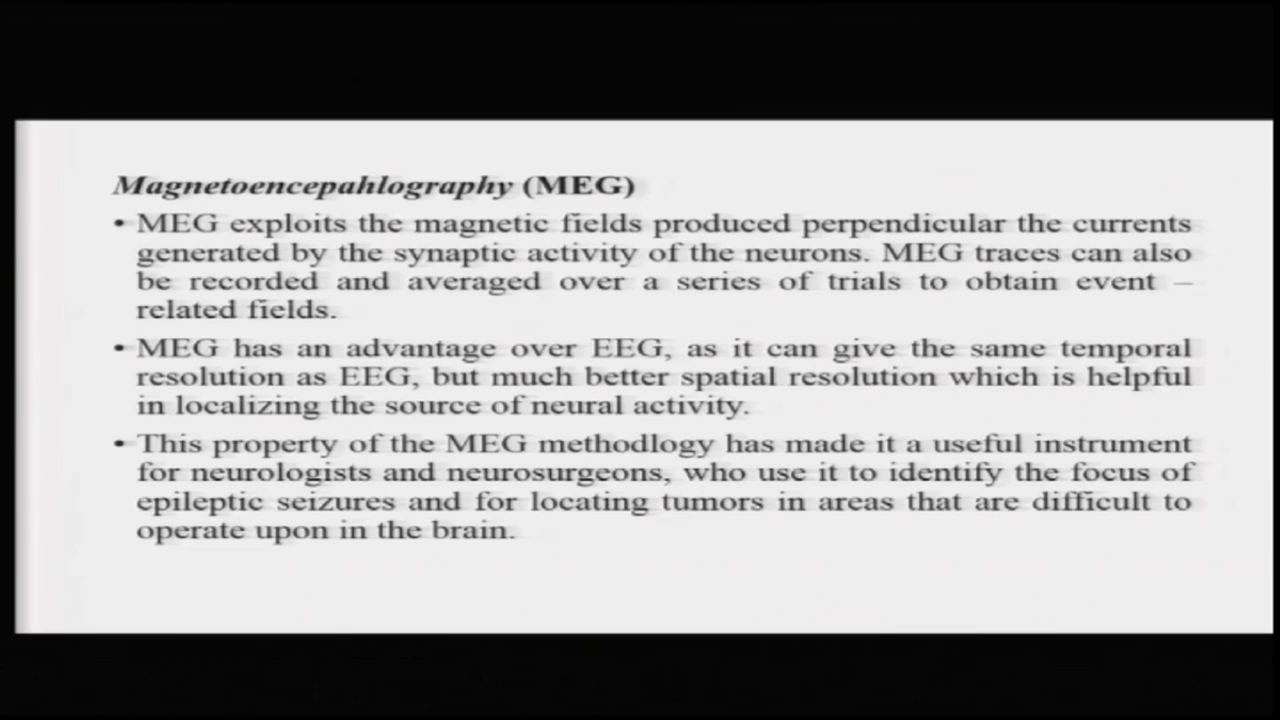 Magnetoencepahlography (MEG)
• MEG exploits the magnetic fields produced perpendicular the currents
generated by the synaptic activity of the neurons. MEG traces can also
be recorded and averaged over a series of trials to obtain event –
related fields.
• MEG has an advantage over EEG, as it can give the same temporal
resolution as EEG, but much better spatial resolution which is helpful
in localizing the source of neural activity.
• This property of the MEG methodlogy has made it a useful instrument
for neurologists and neurosurgeons, who use it to identify the focus of
epileptic seizures and for locating tumors in areas that are difficult to
operate upon in the brain.